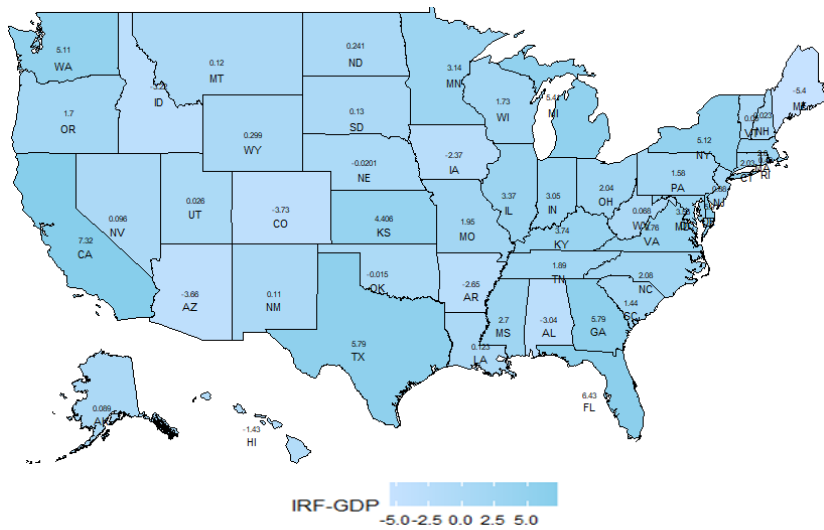 5.11
WA
-3.22
ID
0.12
MT
0.241
ND
3.14
MN
1.7
OR
0.299
WY
0.13
SD
1.73
WI
5.41
MI
5.12
NY
NH
-5.4
ME
-0.0201
NE
-2.37
IA
0.096
NV
0.026
UT
-3.73
CO
4.406
KS
1.95
MO
3.37
IL
3.05
IN
2.04
OH
1.58
PA
2.03
CT
RI
NJ
7.32
CA
3.74
KY
0.068
WV
VA
MD
-3.66
AZ
0.11
NM
-0.015
OK
-2.65
AR
1.69
TN
2.08
NC
1.44
SC
5.79
TX
0.123
LA
2.7
MS
-3.04
AL
5.79
GA
6.43
FL
0.089
AK
-1.43
HI
IRF-GDP
-5.0 -2.5 0.0 2.5 5.0